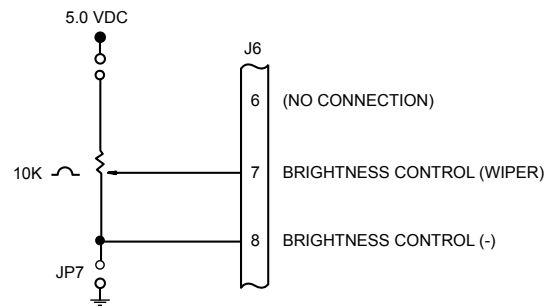 5.0 VDC
J6
6 (NO CONNECTION)
10K
7 BRIGHTNESS CONTROL (WIPER)
8 BRIGHTNESS CONTROL (-)
JP7